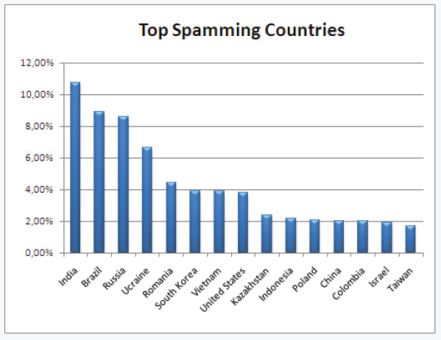 Top Spamming Countries
12,00%
10,00%
8,00%
6,00%
4,00%
2,00%
0,00%
India
Brazil
Russia
Ucraine
Romania
South Korea
Vietnam
United States
Kazakhstan
Indonesia
Poland
China
Colombia
Israel
Taiwan